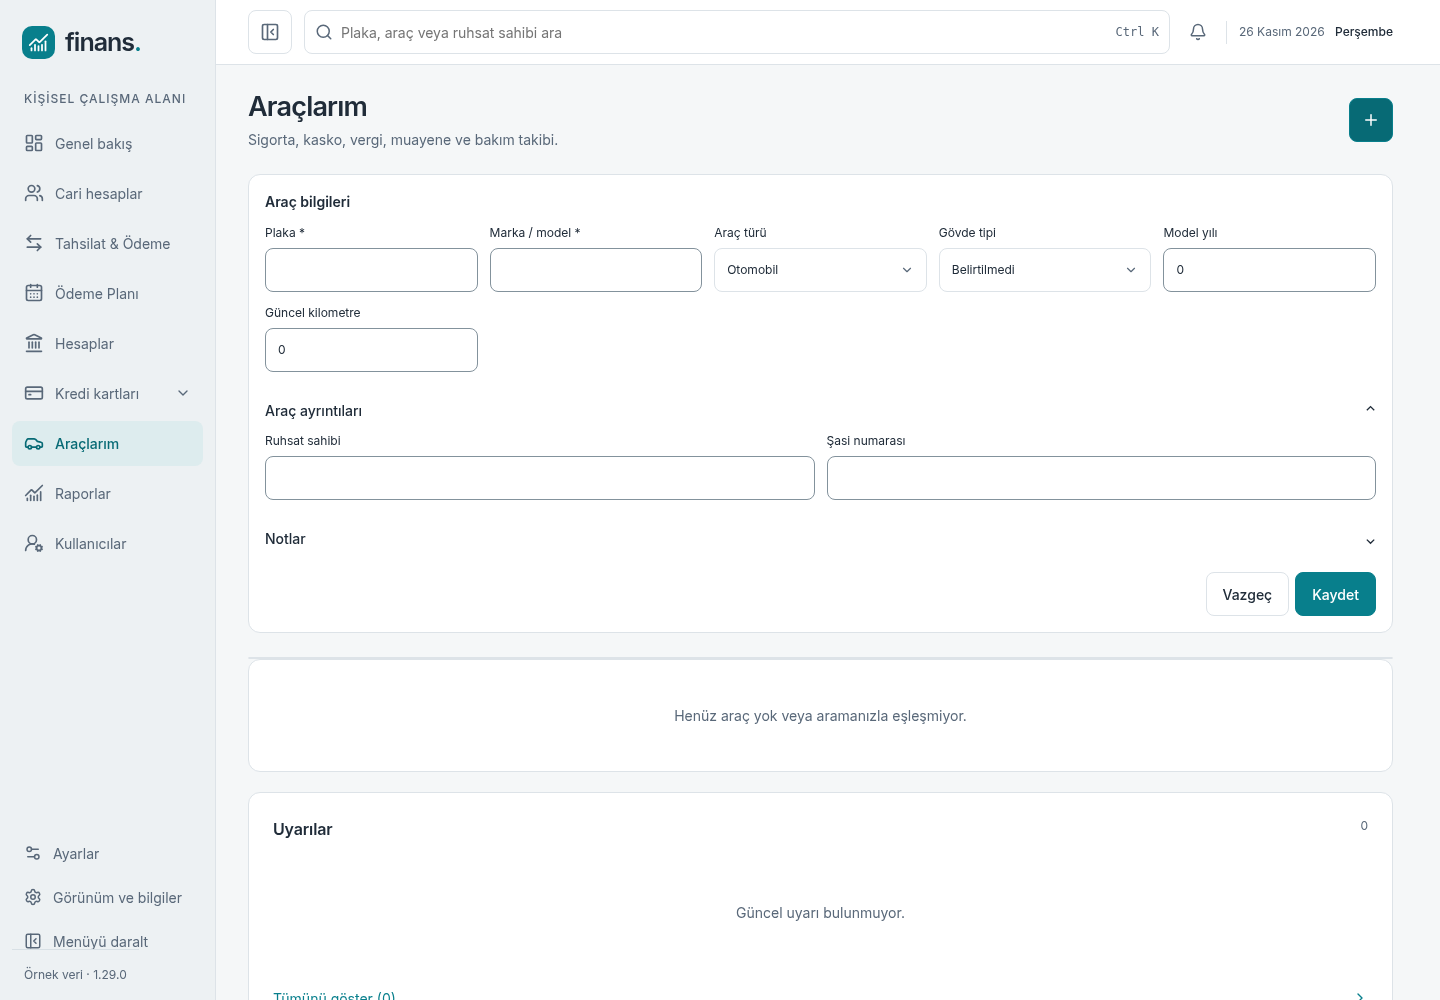 finans.
KİŞİSEL ÇALIŞMA ALANI
Genel bakış
Cari hesaplar
Tahsilat & Ödeme
Ödeme Planı
Hesaplar
Kredi kartları
Araçlarım
Raporlar
Kullanıcılar
Ayarlar
Görünüm ve bilgiler
Menüyü daralt
Örnek veri · 1.29.0
Plaka, araç veya ruhsat sahibi ara Ctrl K
26 Kasım 2026 Perşembe
Araçlarım
Sigorta, kasko, vergi, muayene ve bakım takibi.
Araç bilgileri
Plaka * Marka / model * Araç türü Gövde tipi Model yılı
Otomobil Belirtilmedi 0
Güncel kilometre
0
Araç ayrıntıları
Ruhsat sahibi Şasi numarası
Notlar
Vazgeç Kaydet
Henüz araç yok veya aramanızla eşleşmiyor.
Uyarılar 0
Güncel uyarı bulunmuyor.
Tümünü göster (0)